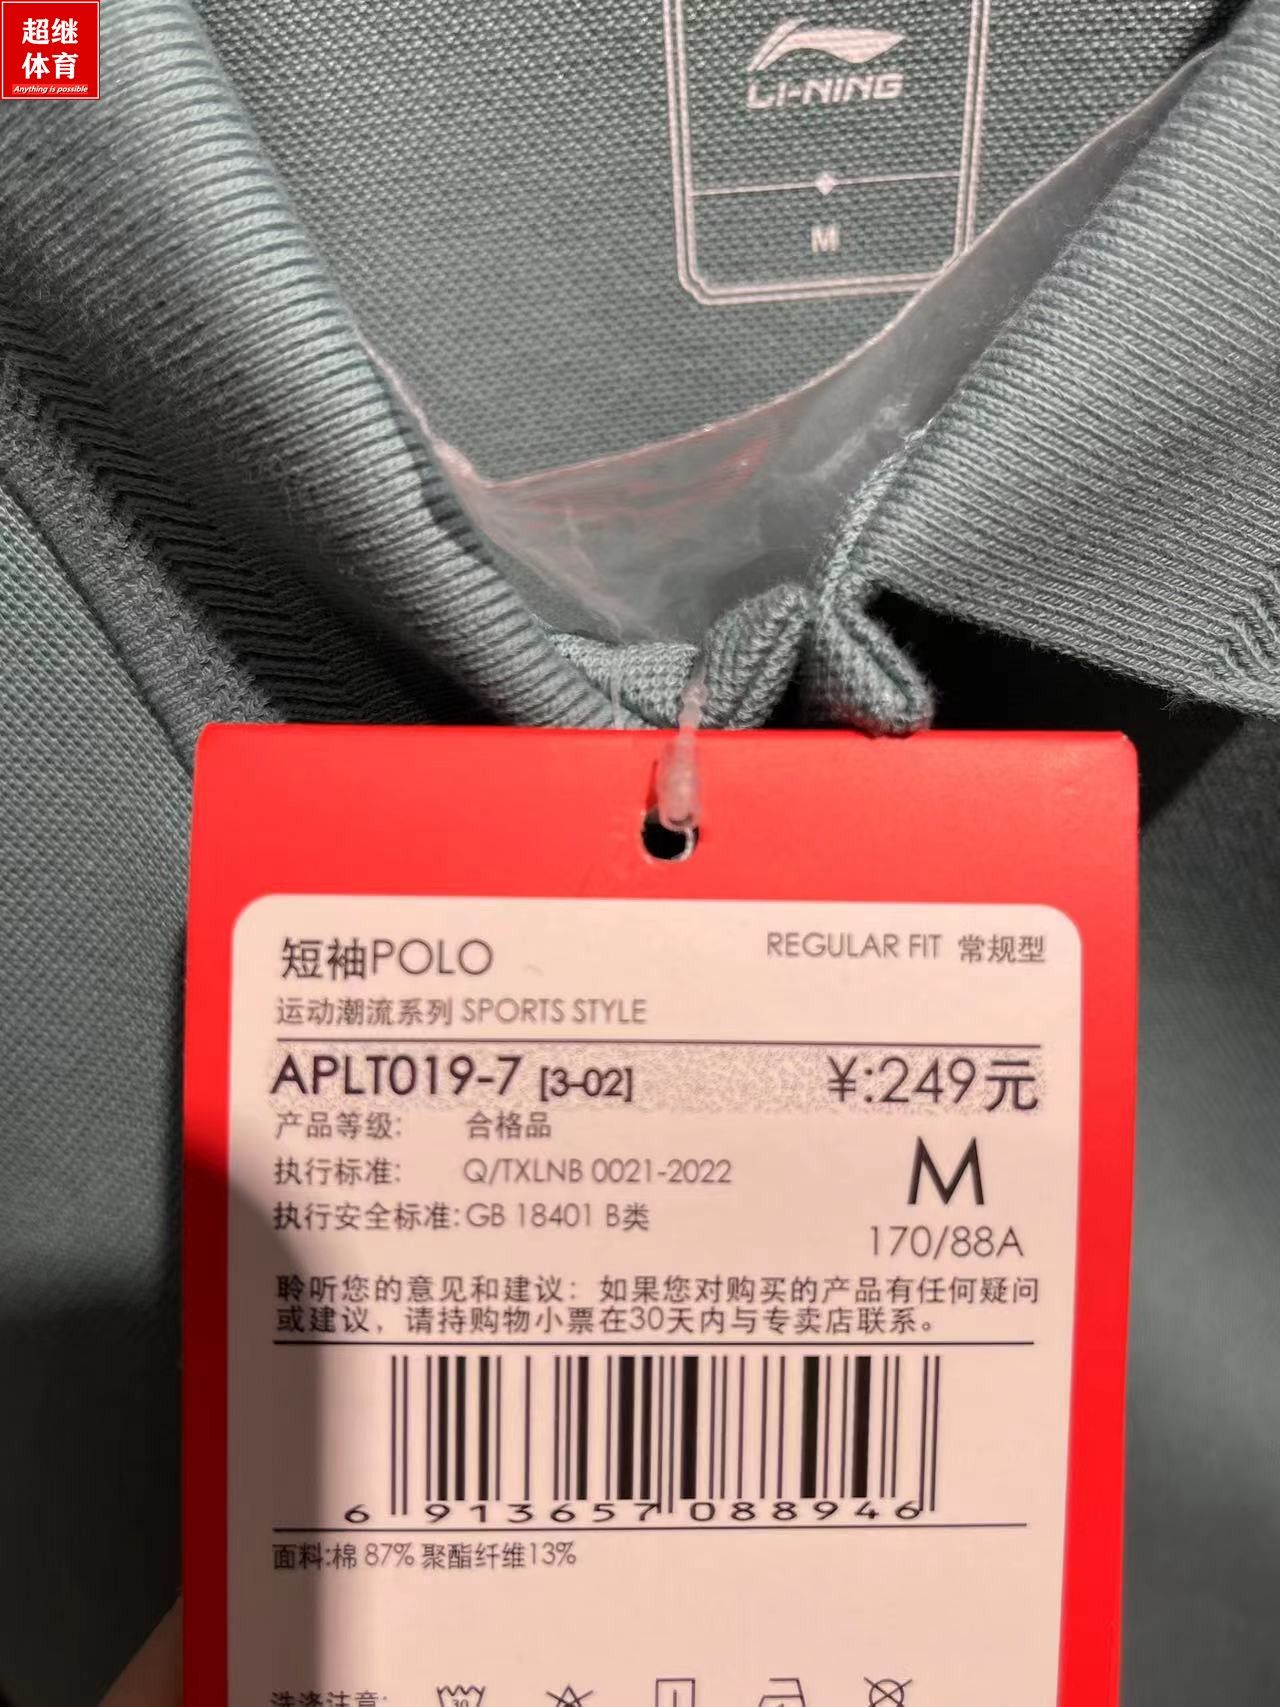 超继
体育
Anything is possible
LI-NING
M
短袖POLO
REGULAR FIT 常规型
运动潮流系列 SPORTS STYLE
APLT019-7 [3-02]
¥:249元
产品等级: 合格品
执行标准: Q/TXLNB 0021-2022
M
执行安全标准: GB 18401 B类
170/88A
聆听您的意见和建议：如果您对购买的产品有任何疑问
或建议，请持购物小票在30天内与专卖店联系。
6 913657 088946
面料:棉 87% 聚酯纤维13%
洗涤注意:
30